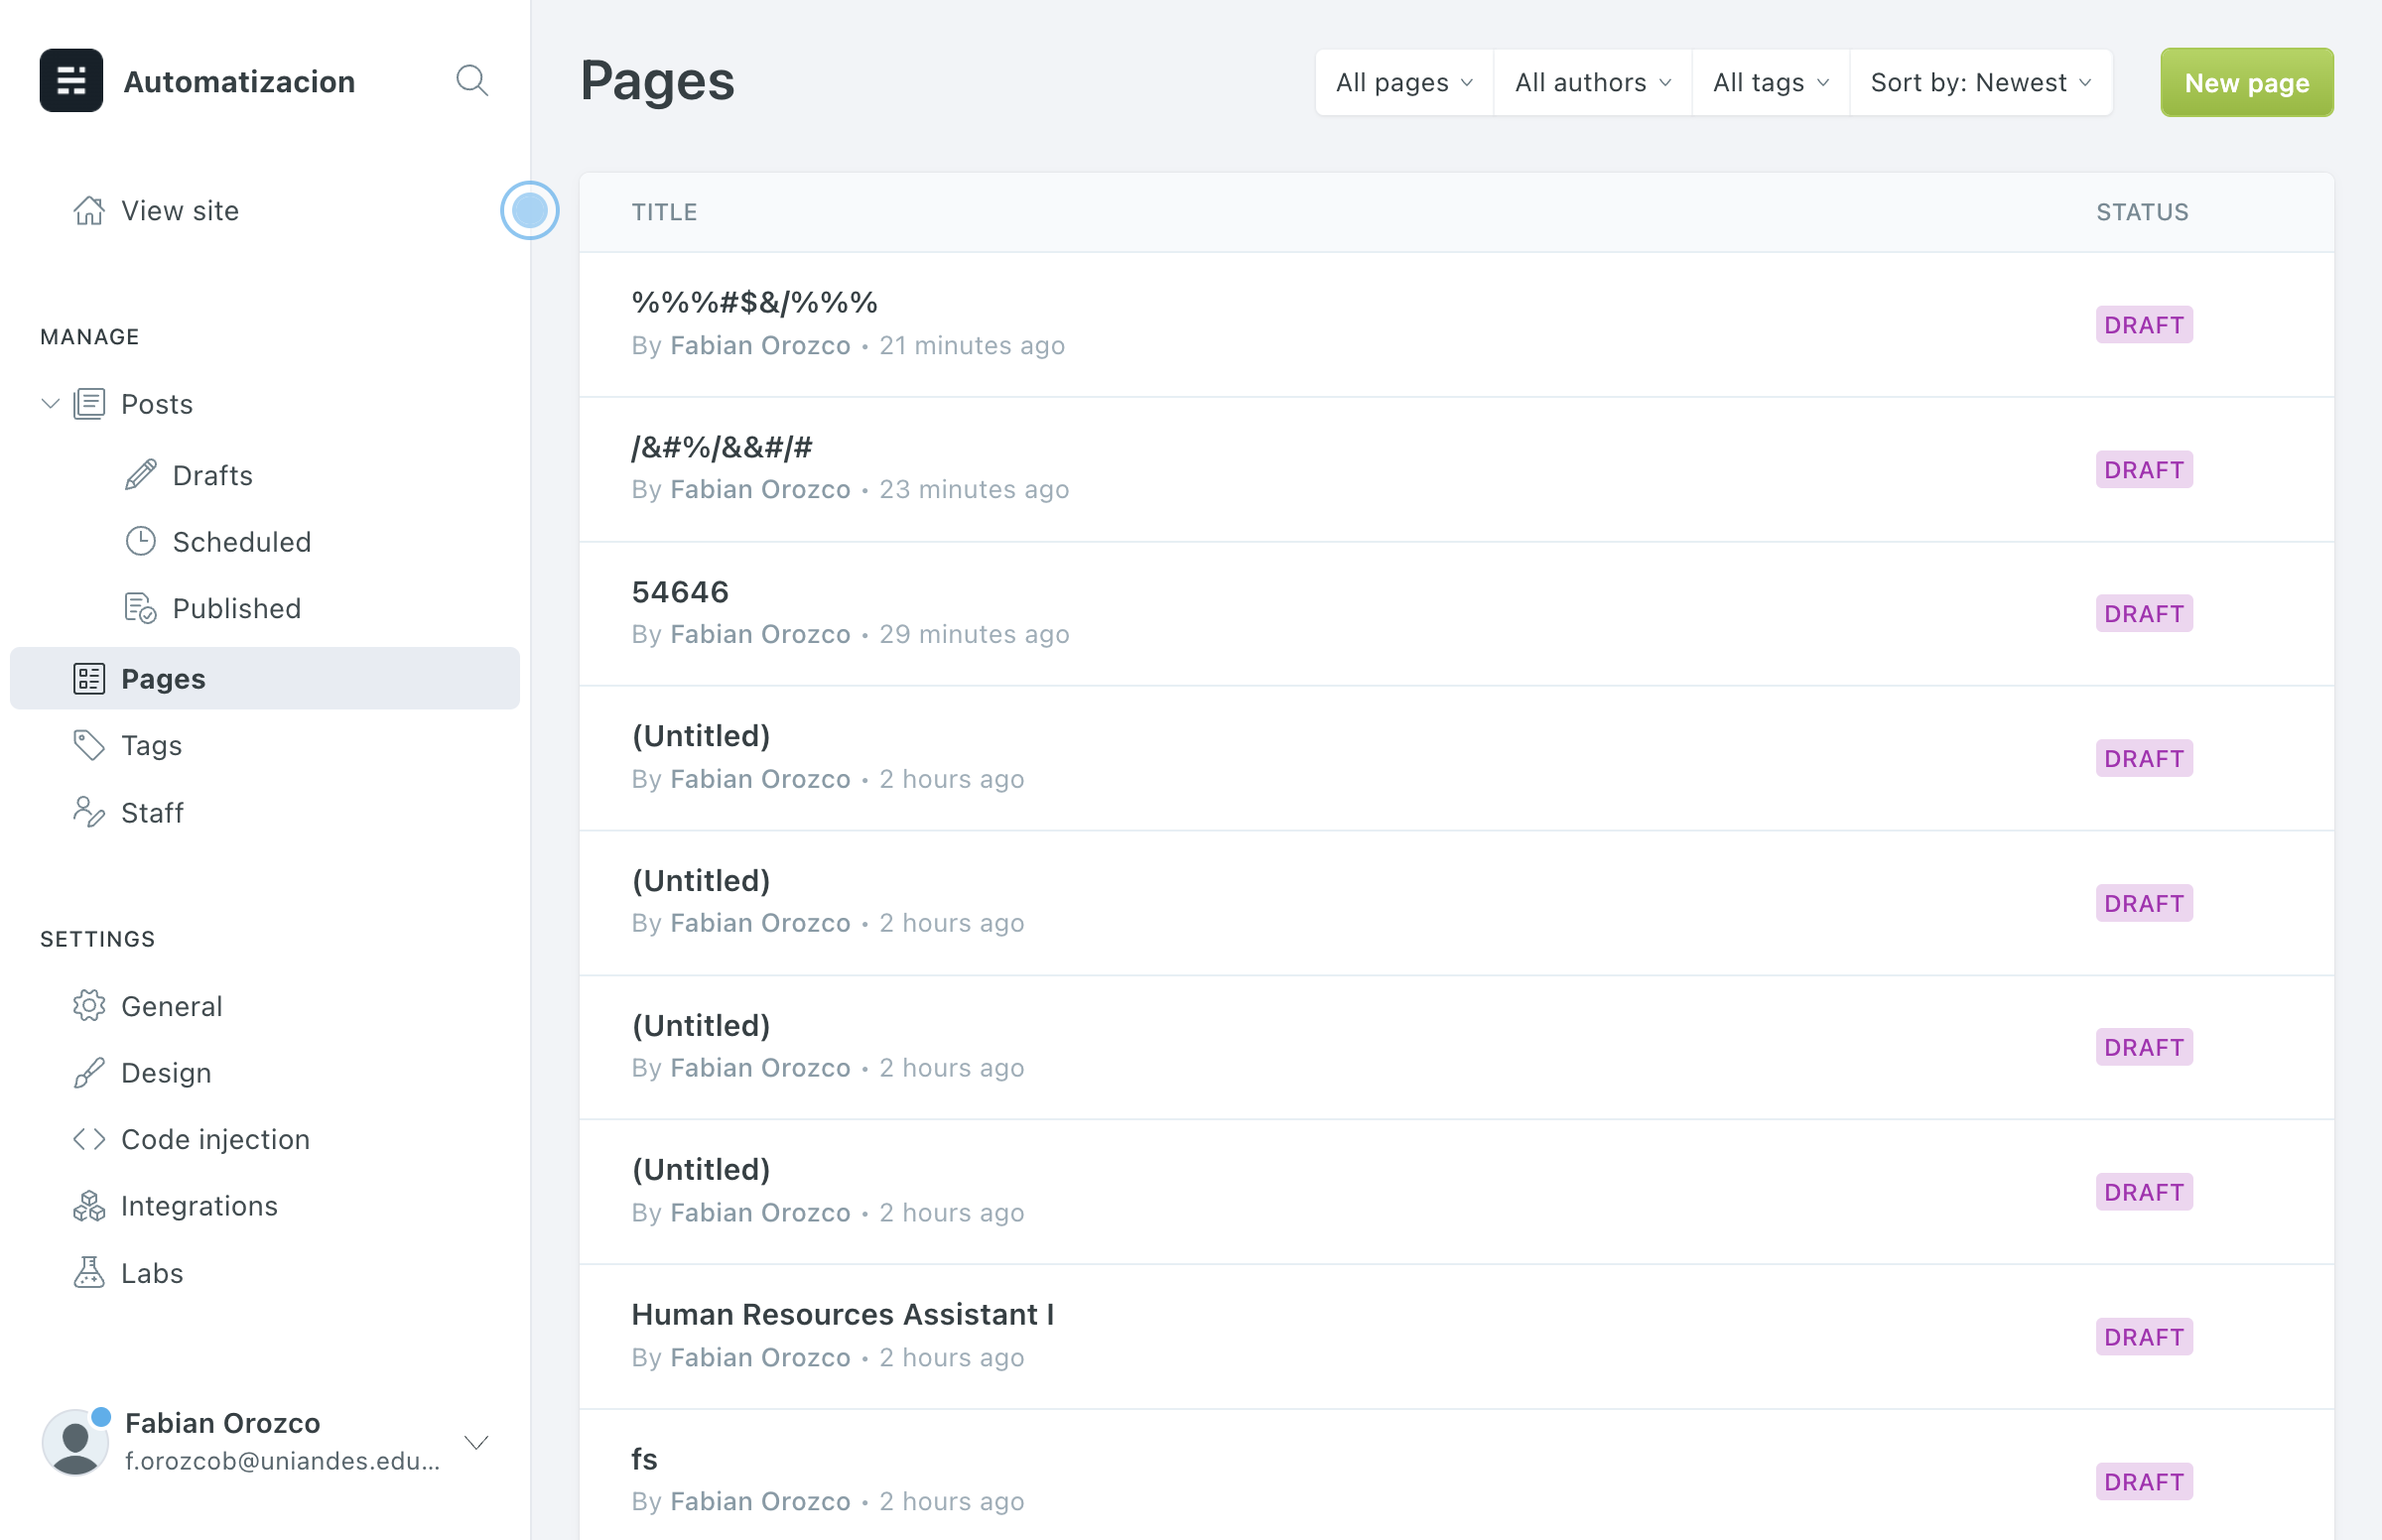 Automatizacion
View site
MANAGE
Posts
Drafts
Scheduled
Published
Pages
Tags
Staff
SETTINGS
General
Design
Code injection
Integrations
Labs
Fabian Orozco
f.orozcob@uniandes.edu...
Pages
All pages
All authors
All tags
Sort by: Newest
New page
TITLE STATUS
%%%#$&/%%%
By Fabian Orozco • 21 minutes ago
DRAFT
/&#%/&&#/#
By Fabian Orozco • 23 minutes ago
DRAFT
54646
By Fabian Orozco • 29 minutes ago
DRAFT
(Untitled)
By Fabian Orozco • 2 hours ago
DRAFT
(Untitled)
By Fabian Orozco • 2 hours ago
DRAFT
(Untitled)
By Fabian Orozco • 2 hours ago
DRAFT
(Untitled)
By Fabian Orozco • 2 hours ago
DRAFT
Human Resources Assistant I
By Fabian Orozco • 2 hours ago
DRAFT
fs
By Fabian Orozco • 2 hours ago
DRAFT